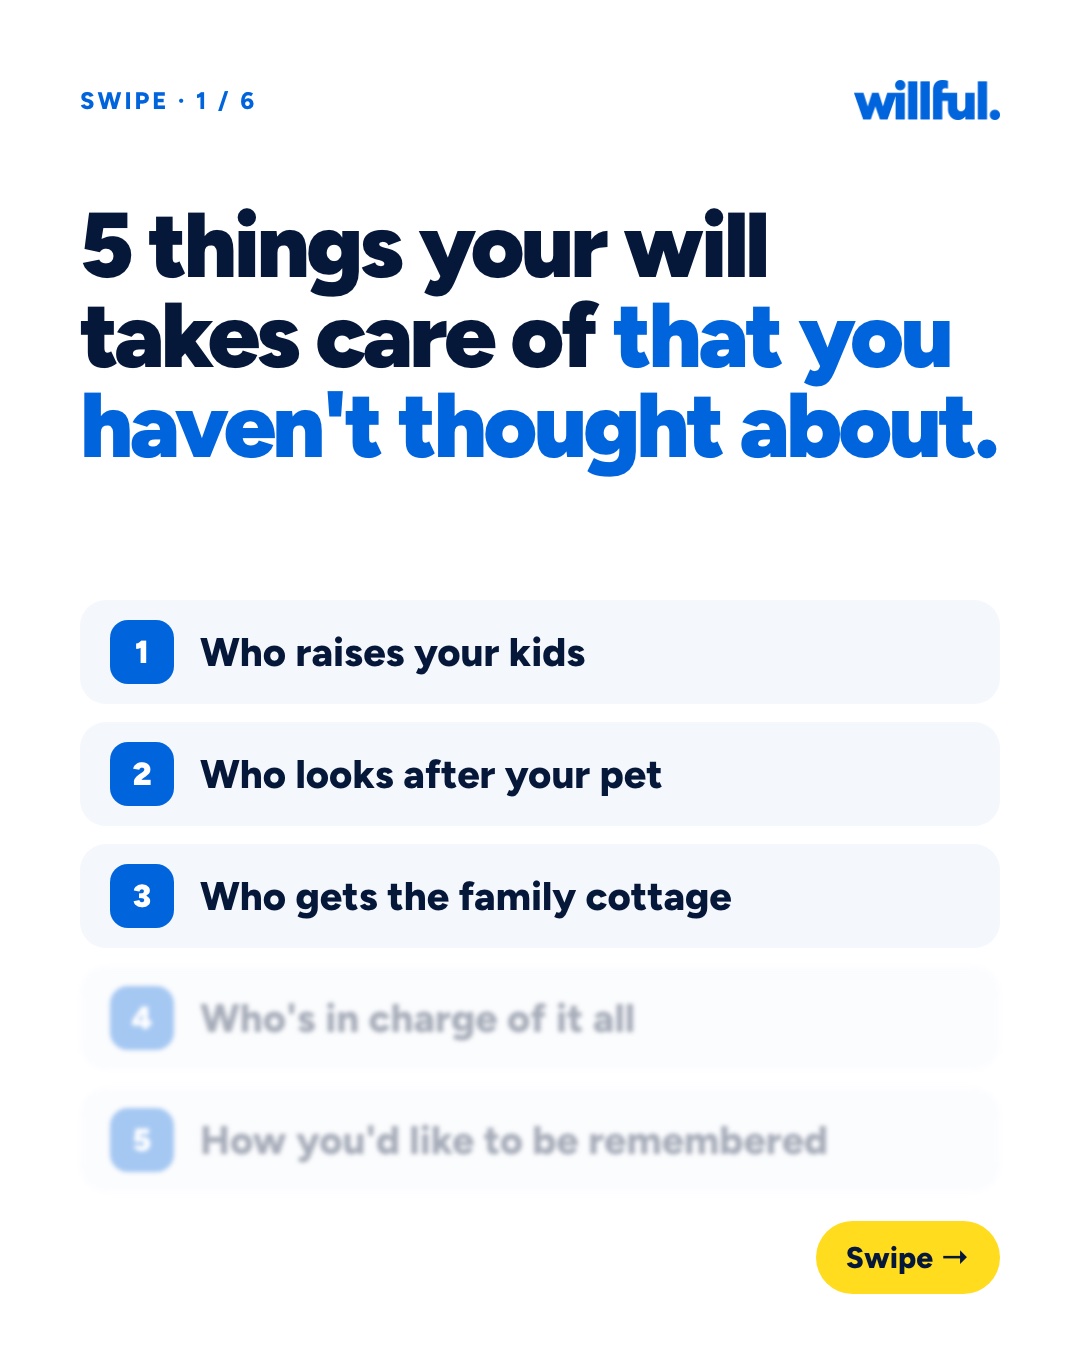 SWIPE · 1 / 6
willful.
5 things your will
takes care of that you
haven't thought about.
1 Who raises your kids
2 Who looks after your pet
3 Who gets the family cottage
4 Who's in charge of it all
5 How you'd like to be remembered
Swipe →